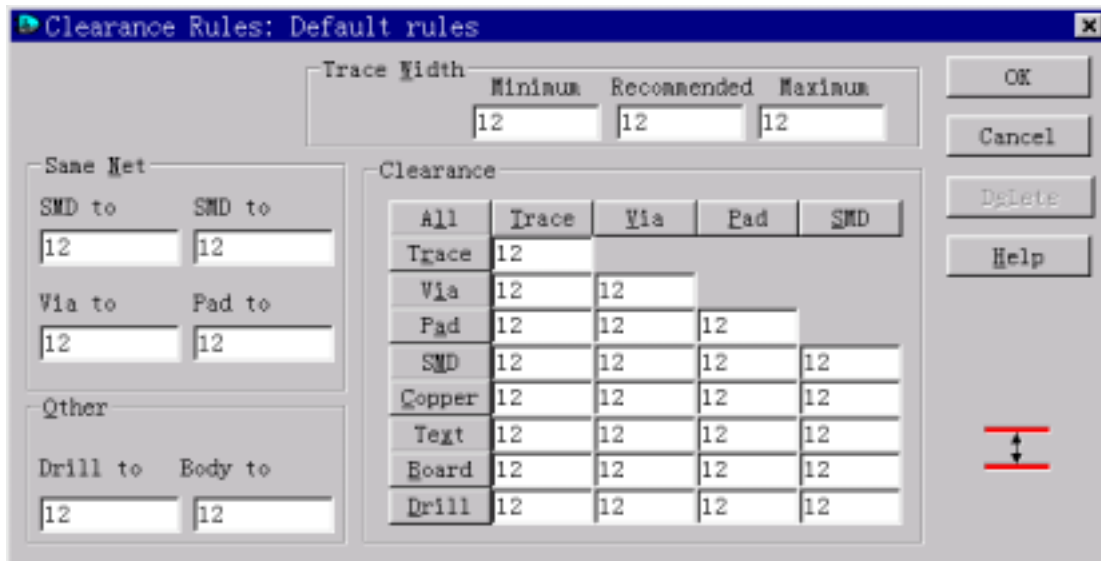 Clearance Rules: Default rules
Trace Width
Minimum Recommended Maximum
12 12 12
OK
Cancel
Delete
Help
Same Net
SMD to SMD to
12 12
Via to Pad to
12 12
Other
Drill to Body to
12 12
Clearance
All Trace Via Pad SMD
Trace 12
Via 12 12
Pad 12 12 12
SMD 12 12 12 12
Copper 12 12 12 12
Text 12 12 12 12
Board 12 12 12 12
Drill 12 12 12 12